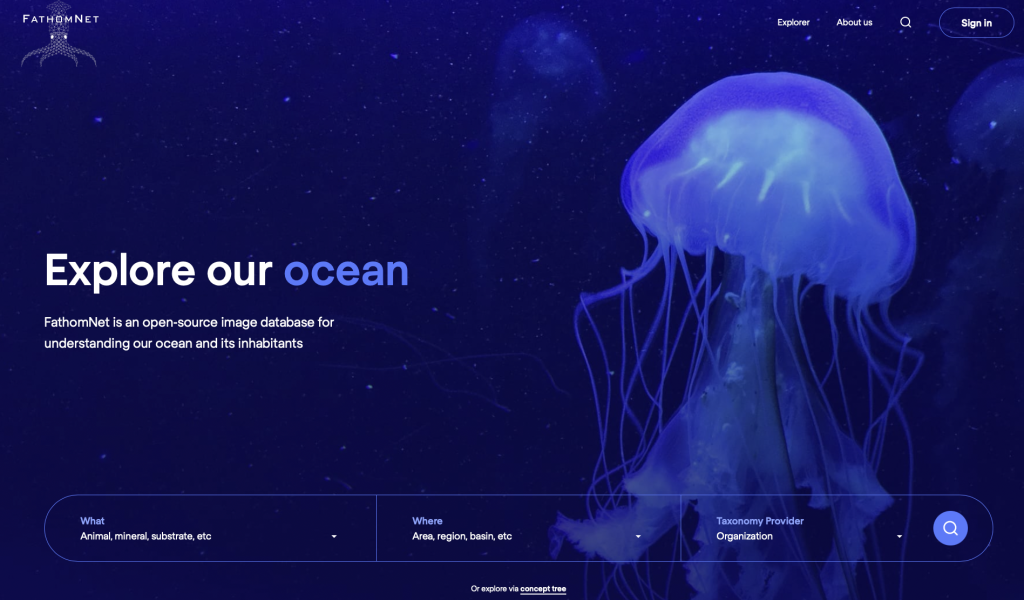 FATHOMNET
Explorer
About us
Sign in
Explore our ocean
FathomNet is an open-source image database for
understanding our ocean and its inhabitants
What
Animal, mineral, substrate, etc
Where
Area, region, basin, etc
Taxonomy Provider
Organization
Or explore via concept tree